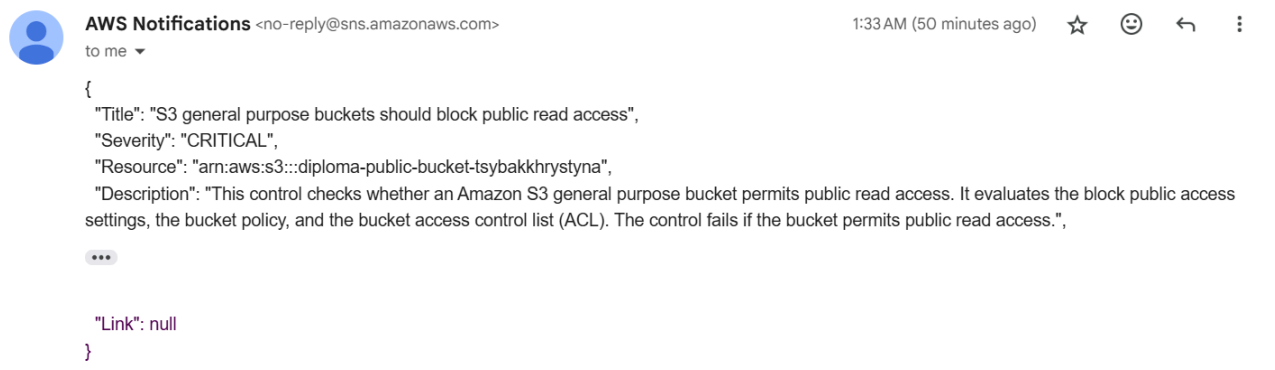 AWS Notifications <no-reply@sns.amazonaws.com> 1:33 AM (50 minutes ago)
to me
{
"Title": "S3 general purpose buckets should block public read access",
"Severity": "CRITICAL",
"Resource": "arn:aws:s3:::diploma-public-bucket-tsybakkhrystyna",
"Description": "This control checks whether an Amazon S3 general purpose bucket permits public read access. It evaluates the block public access
settings, the bucket policy, and the bucket access control list (ACL). The control fails if the bucket permits public read access.",
"Link": null
}